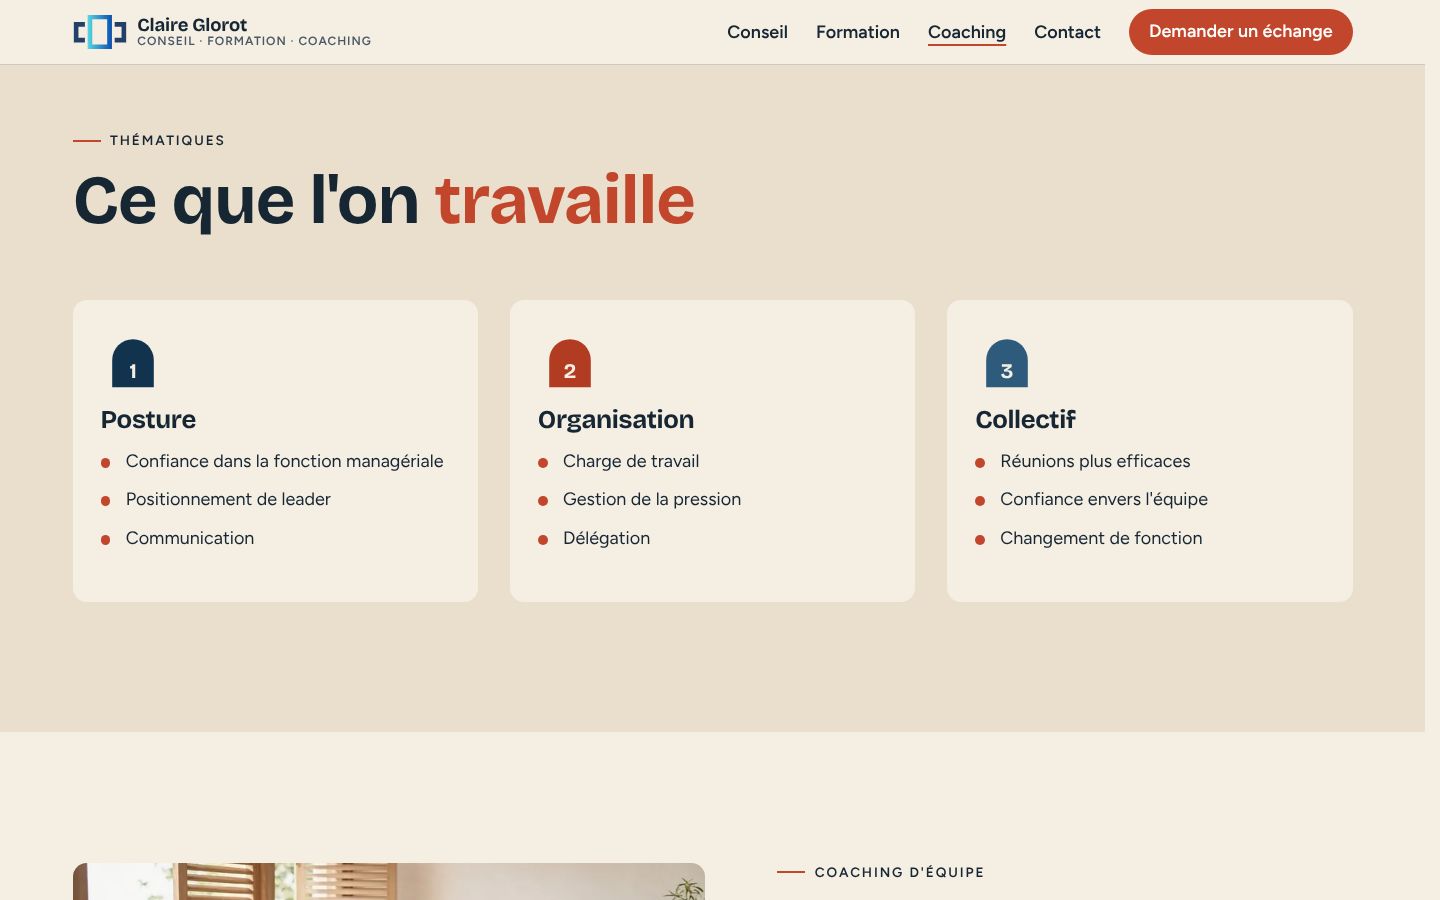 Claire Glorot
CONSEIL · FORMATION · COACHING
Conseil
Formation
Coaching
Contact
Demander un échange
THÉMATIQUES
Ce que l'on travaille
1
Posture
Confiance dans la fonction managériale
Positionnement de leader
Communication
2
Organisation
Charge de travail
Gestion de la pression
Délégation
3
Collectif
Réunions plus efficaces
Confiance envers l'équipe
Changement de fonction
COACHING D'ÉQUIPE